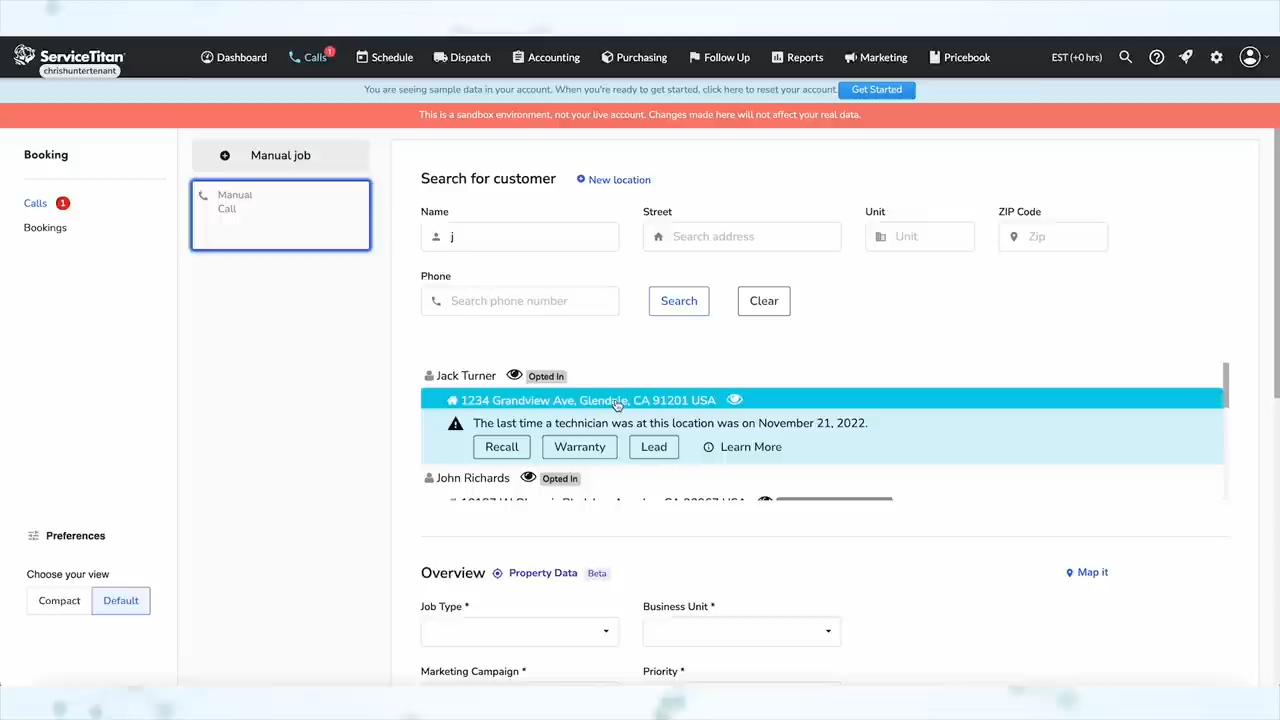 ServiceTitan
chrishuntertenant
Dashboard
Calls 1
Schedule
Dispatch
Accounting
Purchasing
Follow Up
Reports
Marketing
Pricebook
EST (+0 hrs)
You are seeing sample data in your account. When you're ready to get started, click here to reset your account. Get Started
This is a sandbox environment, not your live account. Changes made here will not affect your real data.
Booking
Calls 1
Bookings
Preferences
Choose your view
Compact Default
Manual job
Manual
Call
Search for customer New location
Name Street Unit ZIP Code
j Search address Unit Zip
Phone
Search phone number Search Clear
Jack Turner Opted In
1234 Grandview Ave, Glendale, CA 91201 USA
The last time a technician was at this location was on November 21, 2022.
Recall Warranty Lead Learn More
John Richards Opted In
Overview Property Data Beta Map it
Job Type * Business Unit *
Marketing Campaign * Priority *